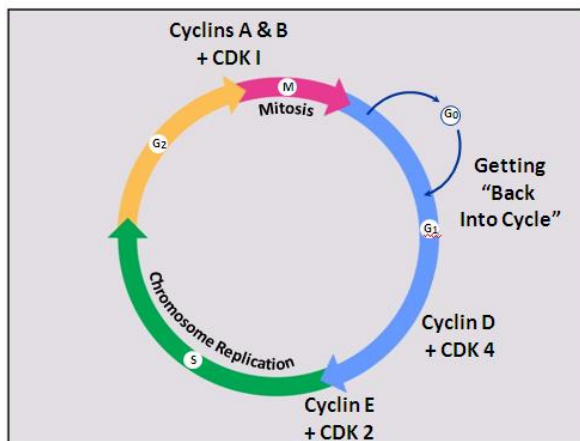 Cyclins A & B
+ CDK I
M
Mitosis
G0
G2
Getting
"Back
Into Cycle"
G1
Cyclin D
+ CDK 4
Chromosome Replication
S
Cyclin E
+ CDK 2